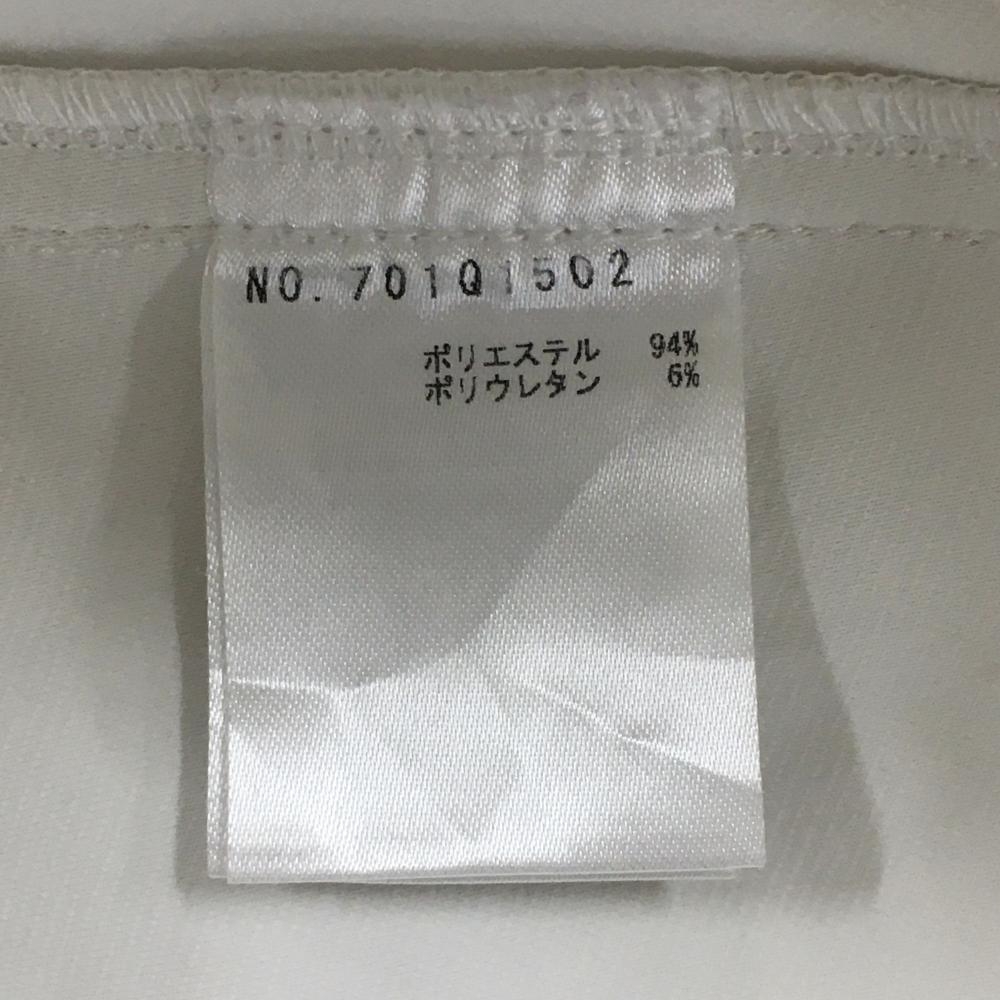 NO. 701Q1502
ポリエステル 94%
ポリウレタン 6%